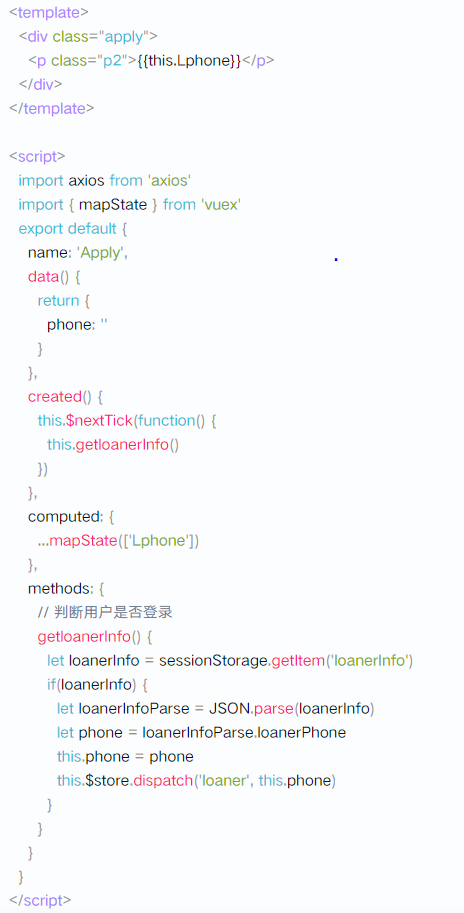 <template>
  <div class="apply">
    <p class="p2">{{this.Lphone}}</p>
  </div>
</template>

<script>
  import axios from 'axios'
  import { mapState } from 'vuex'
  export default {
    name: 'Apply',
    data() {
      return {
        phone: ''
      }
    },
    created() {
      this.$nextTick(function() {
        this.getloanerInfo()
      })
    },
    computed: {
      ...mapState(['Lphone'])
    },
    methods: {
      // 判断用户是否登录
      getloanerInfo() {
        let loanerInfo = sessionStorage.getItem('loanerInfo')
        if(loanerInfo) {
          let loanerInfoParse = JSON.parse(loanerInfo)
          let phone = loanerInfoParse.loanerPhone
          this.phone = phone
          this.$store.dispatch('loaner', this.phone)
        }
      }
    }
  }
</script>